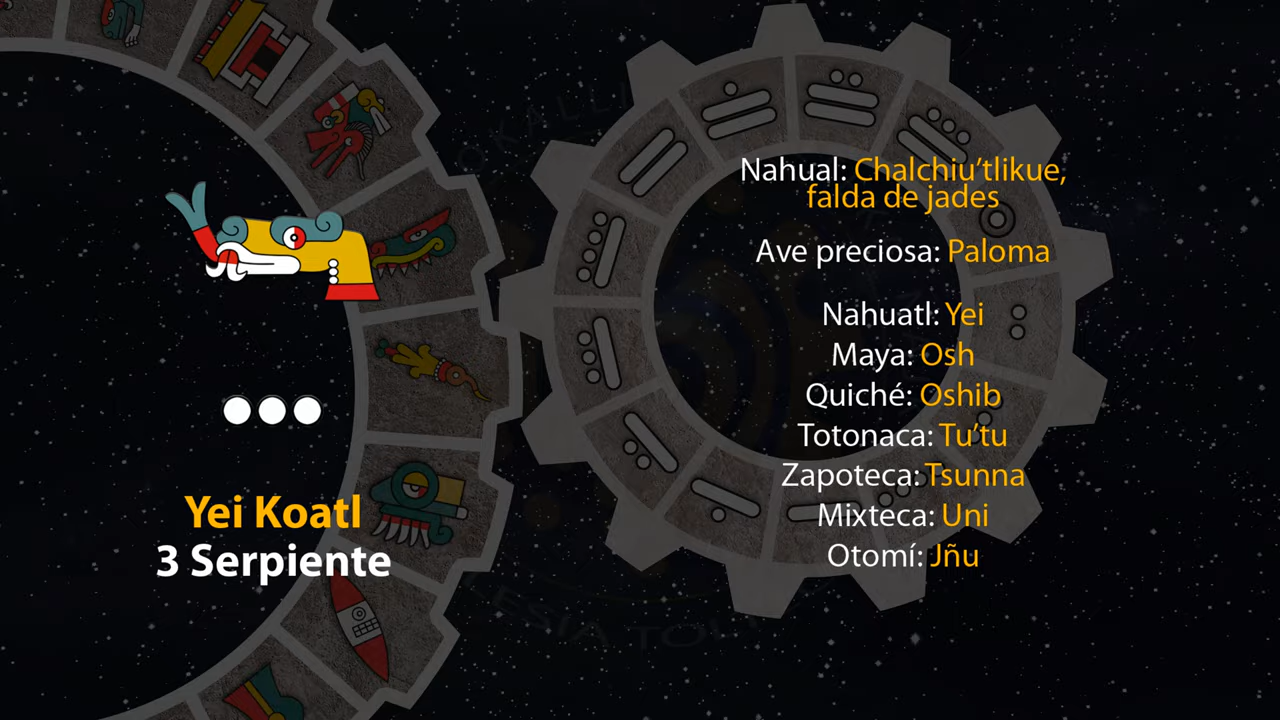 Nahual: Chalchiu’tlikue,
falda de jades
Ave preciosa: Paloma
Nahuatl: Yei
Maya: Osh
Quiché: Oshib
Totonaca: Tu’tu
Zapoteca: Tsunna
Mixteca: Uni
Otomí: Jñu
Yei Koatl
3 Serpiente